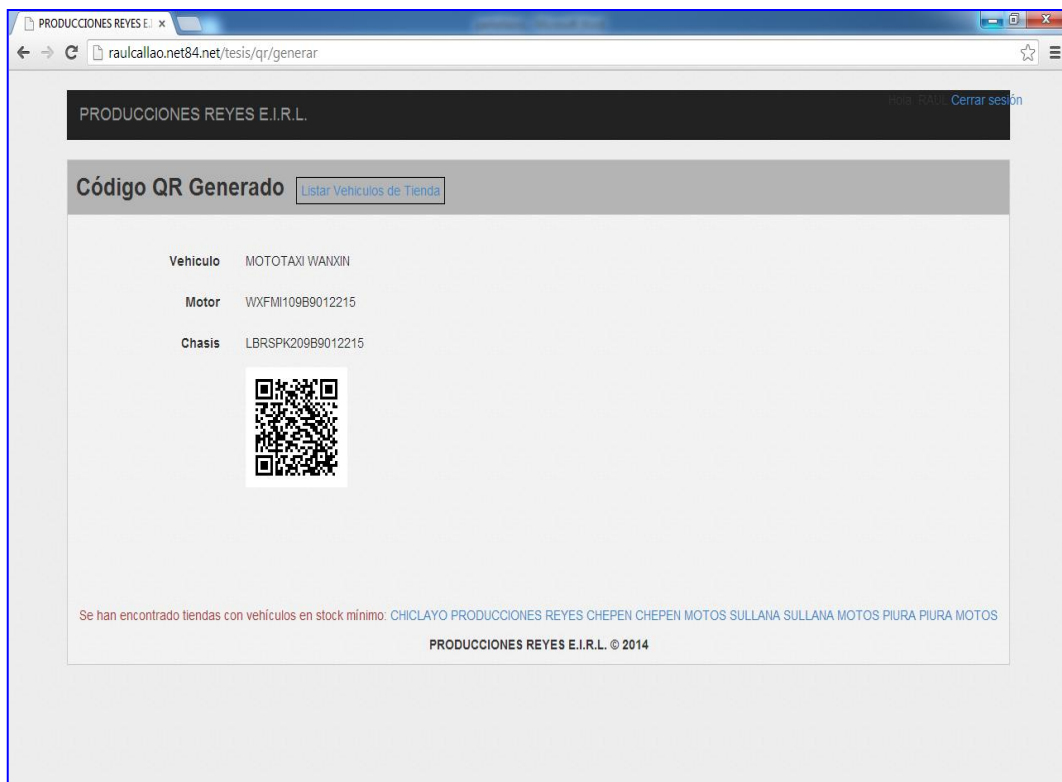 PRODUCCIONES REYES E.I
raulcallao.net84.net/tesis/qr/generar
Hola RAUL Cerrar sesión
PRODUCCIONES REYES E.I.R.L.
Código QR Generado Listar Vehiculos de Tienda
Vehiculo MOTOTAXI WANXIN
Motor WXFMI109B9012215
Chasis LBRSPK209B9012215
Se han encontrado tiendas con vehículos en stock mínimo: CHICLAYO PRODUCCIONES REYES CHEPEN CHEPEN MOTOS SULLANA SULLANA MOTOS PIURA PIURA MOTOS
PRODUCCIONES REYES E.I.R.L. © 2014